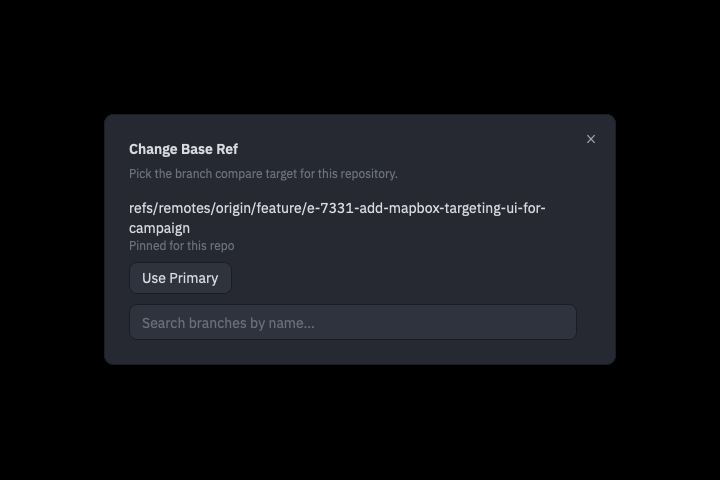 Change Base Ref
Pick the branch compare target for this repository.
refs/remotes/origin/feature/e-7331-add-mapbox-targeting-ui-for-
campaign
Pinned for this repo
Use Primary
Search branches by name...